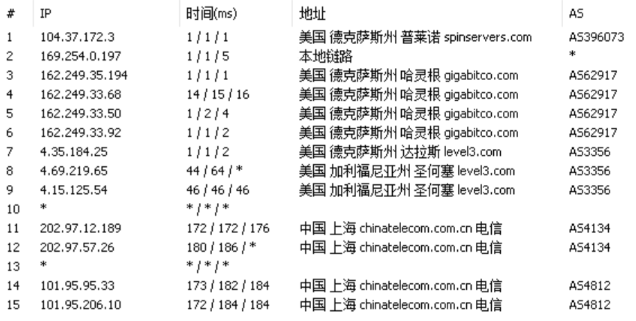 # IP 时间(ms) 地址 AS
1 104.37.172.3 1 / 1 / 1 美国 德克萨斯州 普莱诺 spinservers.com AS396073
2 169.254.0.197 1 / 1 / 5 本地链路 *
3 162.249.35.194 1 / 1 / 1 美国 德克萨斯州 哈灵根 gigabitco.com AS62917
4 162.249.33.68 14 / 15 / 16 美国 德克萨斯州 哈灵根 gigabitco.com AS62917
5 162.249.33.50 1 / 2 / 4 美国 德克萨斯州 哈灵根 gigabitco.com AS62917
6 162.249.33.92 1 / 1 / 2 美国 德克萨斯州 哈灵根 gigabitco.com AS62917
7 4.35.184.25 1 / 1 / 2 美国 德克萨斯州 达拉斯 level3.com AS3356
8 4.69.219.65 44 / 64 / * 美国 加利福尼亚州 圣何塞 level3.com AS3356
9 4.15.125.54 46 / 46 / 46 美国 加利福尼亚州 圣何塞 level3.com AS3356
10 * * / * / *
11 202.97.12.189 172 / 172 / 176 中国 上海 chinatelecom.com.cn 电信 AS4134
12 202.97.57.26 180 / 186 / * 中国 上海 chinatelecom.com.cn 电信 AS4134
13 * * / * / *
14 101.95.95.33 173 / 182 / 184 中国 上海 chinatelecom.com.cn 电信 AS4812
15 101.95.206.10 172 / 184 / 184 中国 上海 chinatelecom.com.cn 电信 AS4812